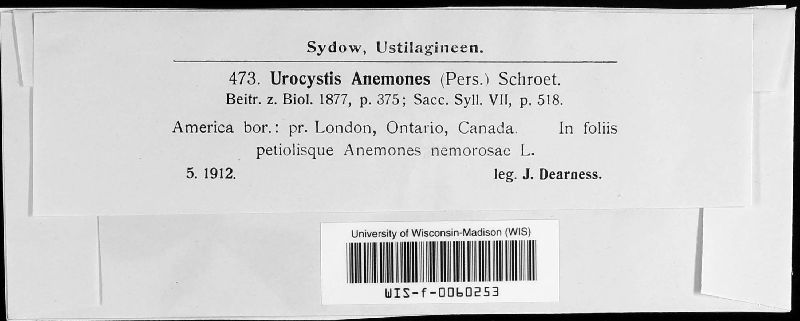 Sydow, Ustilagineen.
473. Urocystis Anemones (Pers.) Schroet.
Beitr. z. Biol. 1877, p. 375; Sacc. Syll. VII, p. 518.
America bor.: pr. London, Ontario, Canada. In foliis
petiolisque Anemones nemorosae L.
5. 1912. leg. J. Dearness.
University of Wisconsin-Madison (WIS)
WIS-f-0060253